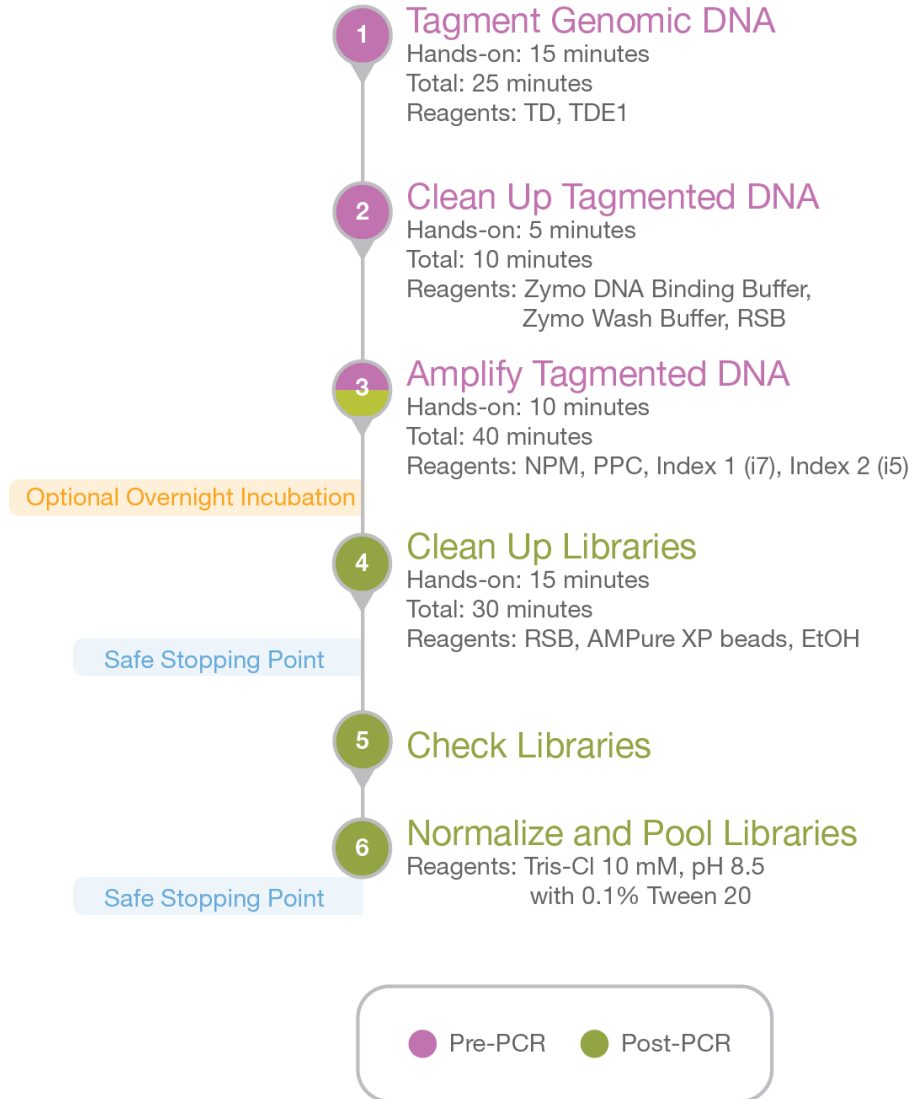 1
Tagment Genomic DNA
Hands-on: 15 minutes
Total: 25 minutes
Reagents: TD, TDE1
2
Clean Up Tagmented DNA
Hands-on: 5 minutes
Total: 10 minutes
Reagents: Zymo DNA Binding Buffer,
Zymo Wash Buffer, RSB
3
Amplify Tagmented DNA
Hands-on: 10 minutes
Total: 40 minutes
Reagents: NPM, PPC, Index 1 (i7), Index 2 (i5)
Optional Overnight Incubation
4
Clean Up Libraries
Hands-on: 15 minutes
Total: 30 minutes
Reagents: RSB, AMPure XP beads, EtOH
Safe Stopping Point
5
Check Libraries
6
Normalize and Pool Libraries
Reagents: Tris-Cl 10 mM, pH 8.5
with 0.1% Tween 20
Safe Stopping Point
Pre-PCR
Post-PCR